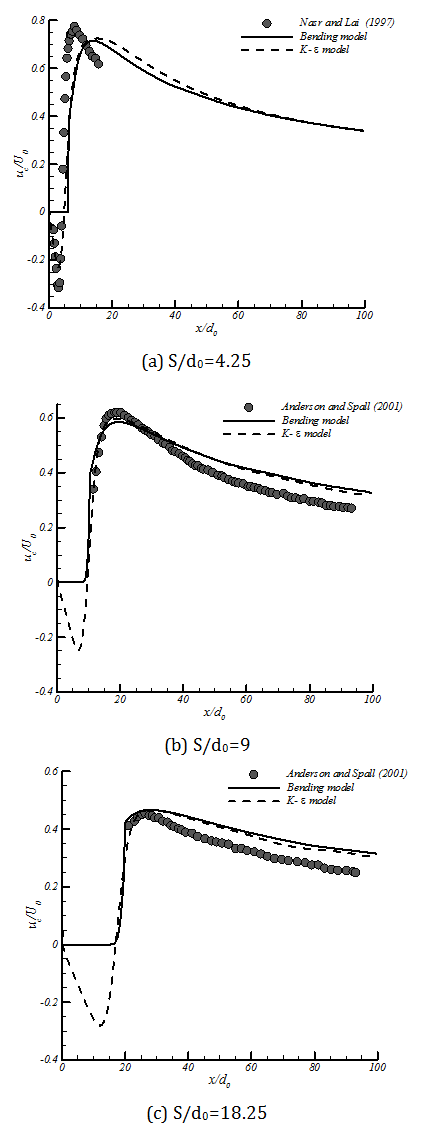 0.8
Nasr and Lai (1997)
Bending model
K- ε model
0.6
0.4
0.2
0
-0.2
-0.4
u_c/U_0
0 20 40 60 80 100
x/d_0
(a) S/d0=4.25
Anderson and Spall (2001)
Bending model
K- ε model
0.6
0.4
0.2
0
-0.2
-0.4
u_c/U_0
0 20 40 60 80 100
x/d_0
(b) S/d0=9
0.6
Anderson and Spall (2001)
Bending model
K- ε model
0.4
0.2
0
-0.2
-0.4
u_c/U_0
0 20 40 60 80 100
x/d_0
(c) S/d0=18.25